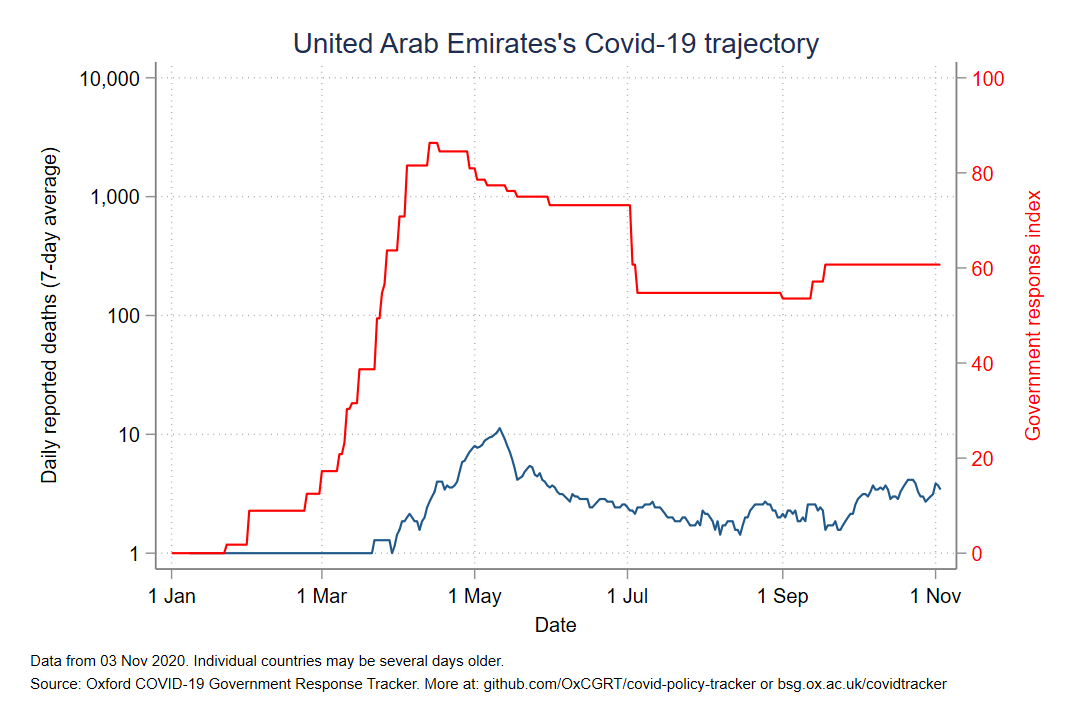 United Arab Emirates's Covid-19 trajectory
10,000
1,000
100
10
1
Daily reported deaths (7-day average)
100
80
60
40
20
0
Government response index
1 Jan
1 Mar
1 May
1 Jul
1 Sep
1 Nov
Date
Data from 03 Nov 2020. Individual countries may be several days older.
Source: Oxford COVID-19 Government Response Tracker. More at: github.com/OxCGRT/covid-policy-tracker or bsg.ox.ac.uk/covidtracker